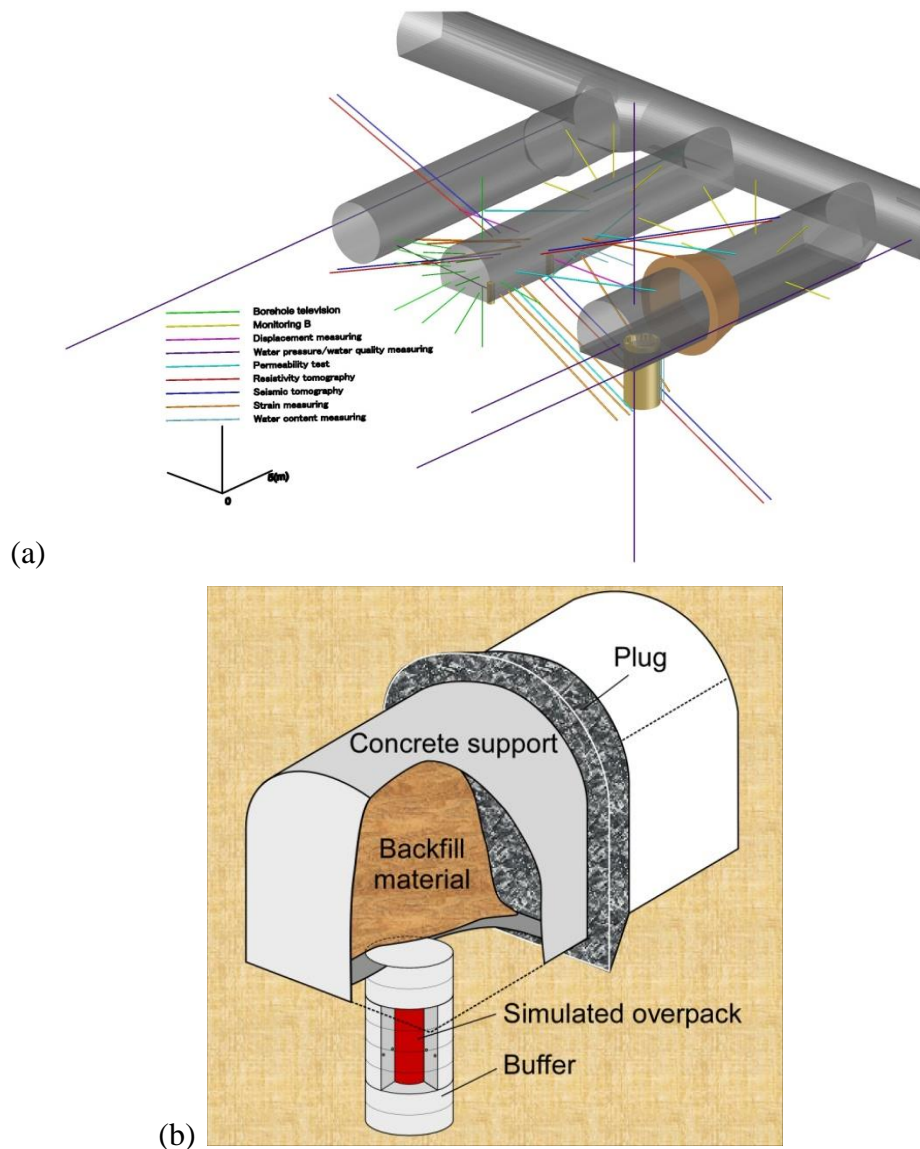 Borehole television
Monitoring B
Displacement measuring
Water pressure/water quality measuring
Permeability test
Resistivity tomography
Seismic tomography
Strain measuring
Water content measuring
5(m)
0
(a)
Plug
Concrete support
Backfill
material
Simulated overpack
Buffer
(b)